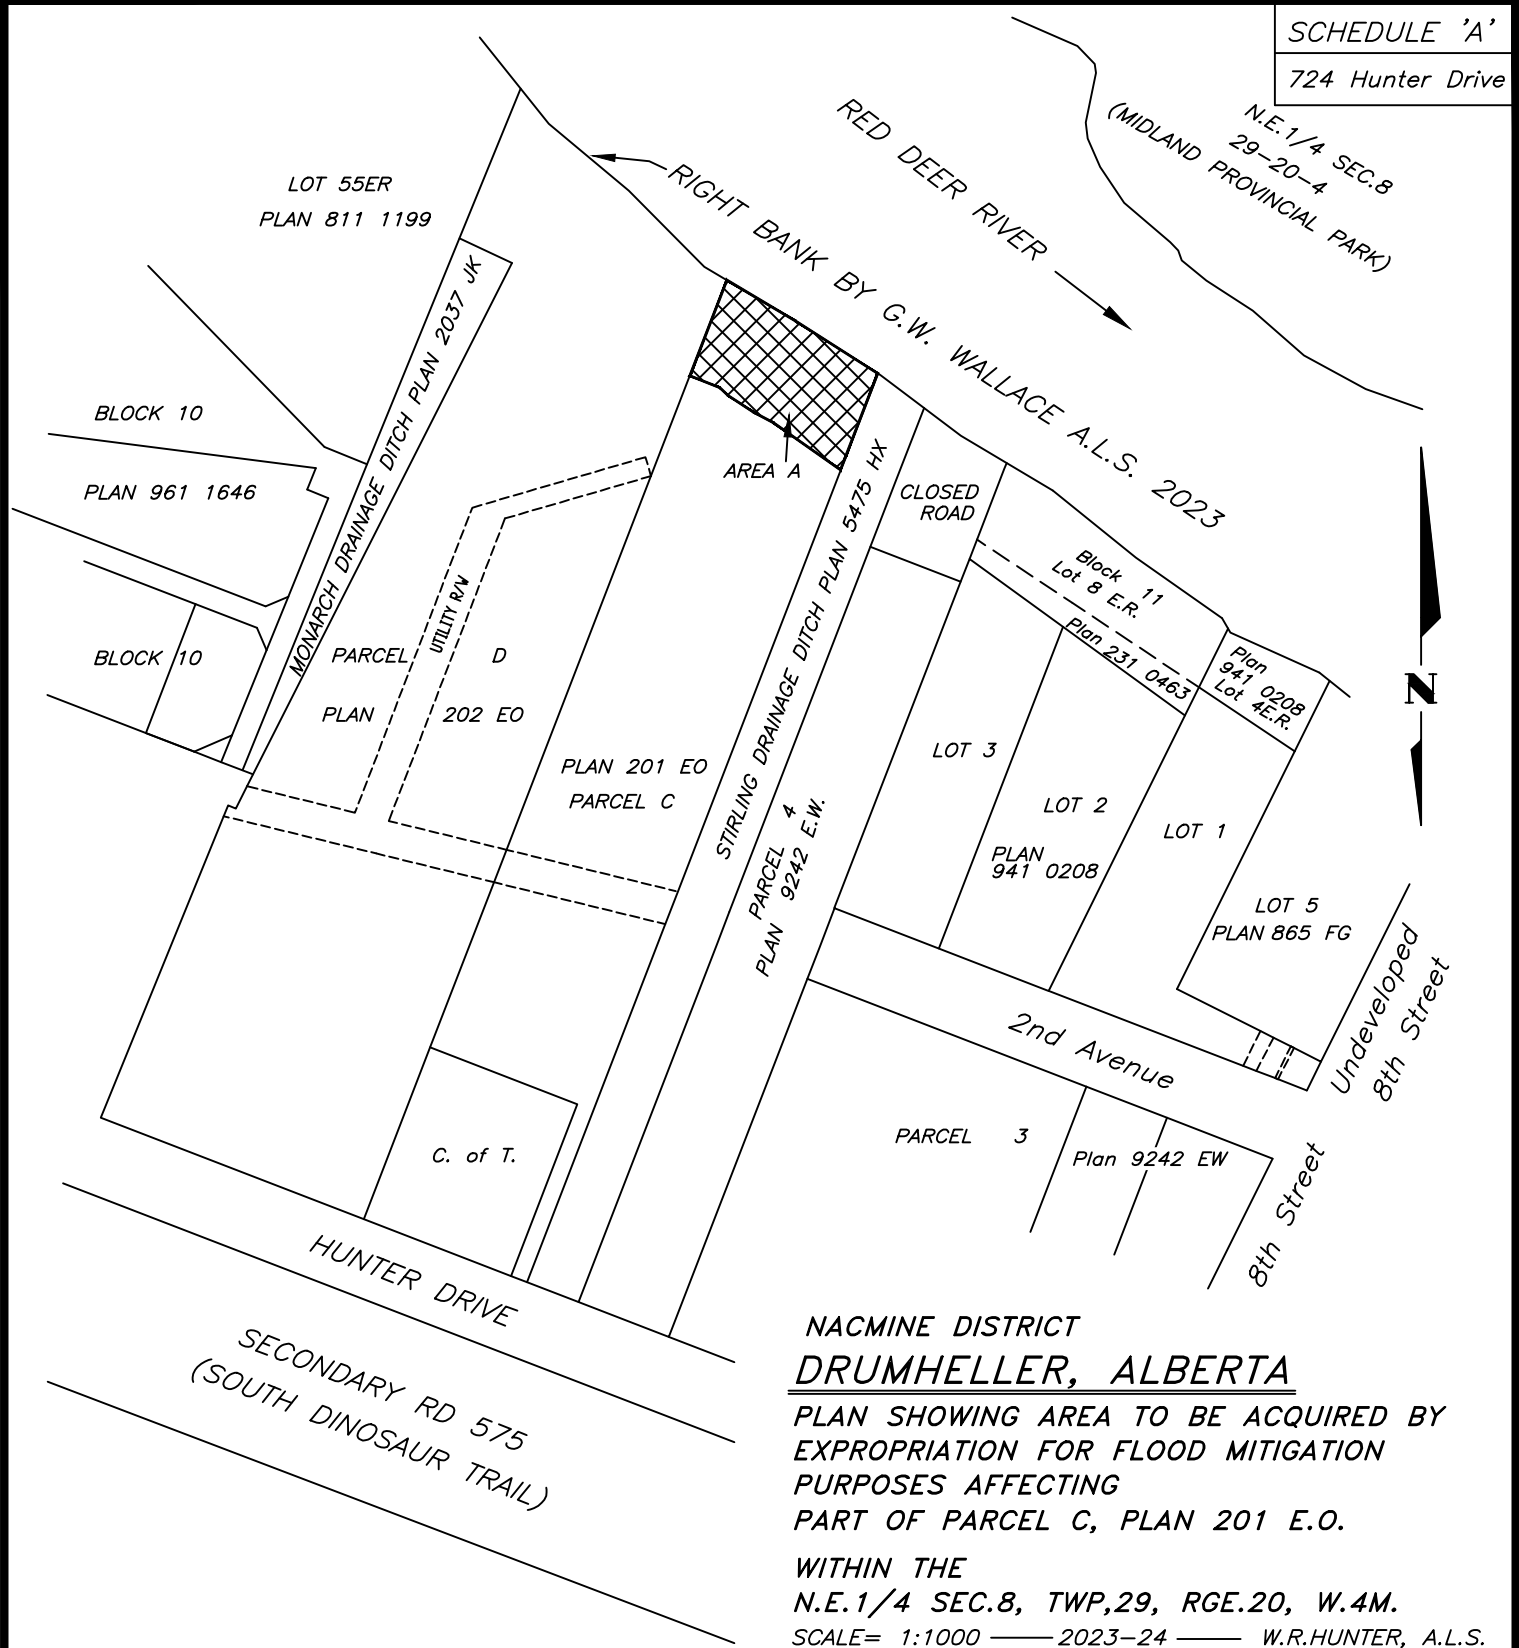 SCHEDULE 'A'
724 Hunter Drive
N.E.1/4 SEC.8
29-20-4
(MIDLAND PROVINCIAL PARK)
RED DEER RIVER
RIGHT BANK BY G.W. WALLACE A.L.S. 2023
LOT 55ER
PLAN 811 1199
MONARCH DRAINAGE DITCH PLAN 2037 JK
BLOCK 10
PLAN 961 1646
BLOCK 10
AREA A
STIRLING DRAINAGE DITCH PLAN 5475 HX
CLOSED
ROAD
Block 11
Lot 8 E.R.
Plan 231 0463
Plan
941 0208
Lot 4E.R.
UTILITY R/W
PARCEL D
PLAN 202 EO
N
PLAN 201 EO
PARCEL C
PARCEL 4
PLAN 9242 E.W.
LOT 3
LOT 2
LOT 1
PLAN
941 0208
LOT 5
PLAN 865 FG
Undeveloped
8th Street
2nd Avenue
PARCEL 3
Plan 9242 EW
8th Street
C. of T.
HUNTER DRIVE
SECONDARY RD 575
(SOUTH DINOSAUR TRAIL)
NACMINE DISTRICT
DRUMHELLER, ALBERTA
PLAN SHOWING AREA TO BE ACQUIRED BY
EXPROPRIATION FOR FLOOD MITIGATION
PURPOSES AFFECTING
PART OF PARCEL C, PLAN 201 E.O.
WITHIN THE
N.E.1/4 SEC.8, TWP,29, RGE.20, W.4M.
SCALE= 1:1000 —— 2023-24 —— W.R.HUNTER, A.L.S.